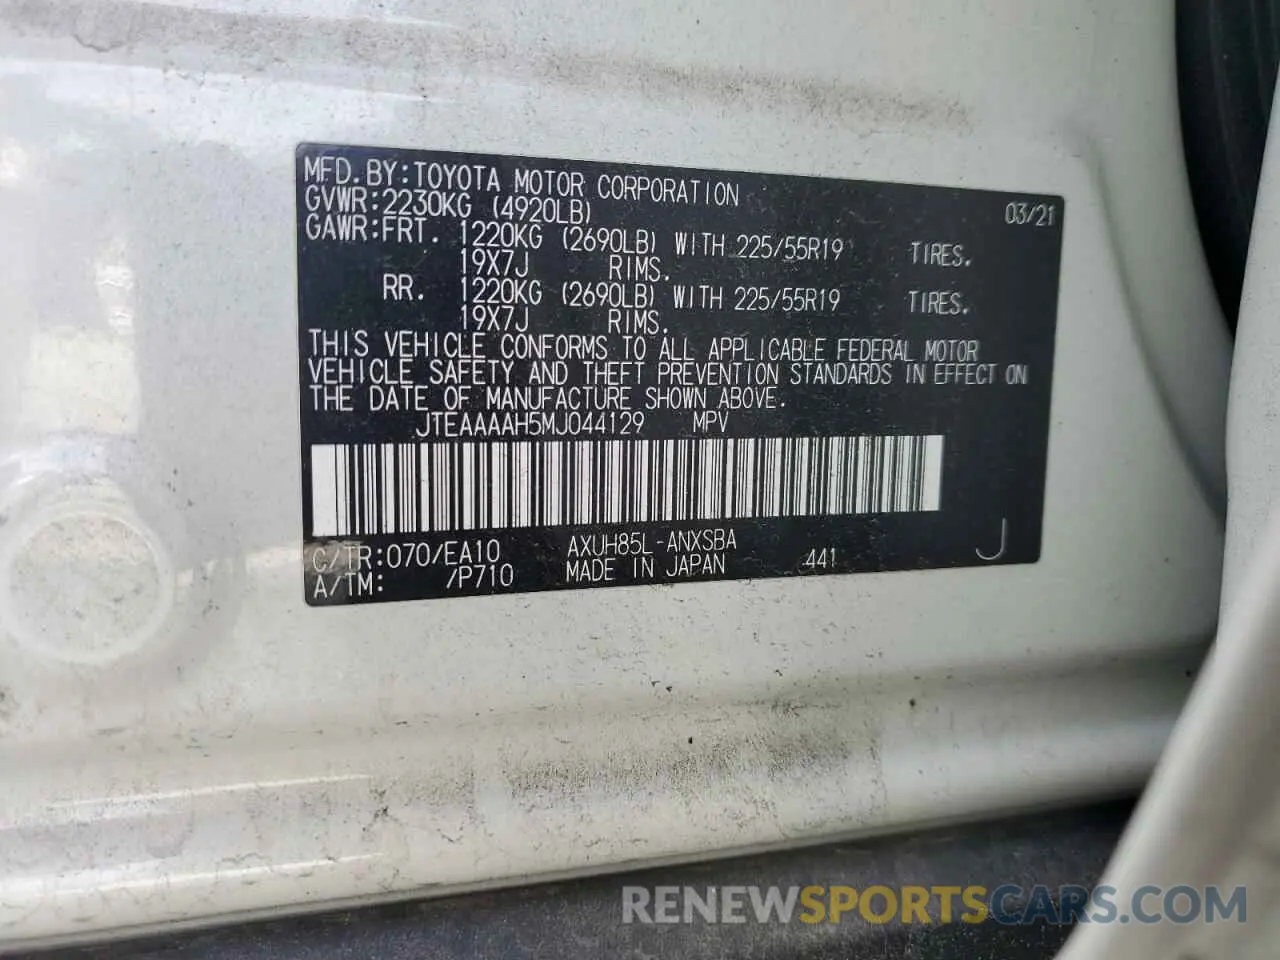 MFD.BY:TOYOTA MOTOR CORPORATION 03/21
GVWR:2230KG (4920LB)
GAWR:FRT. 1220KG (2690LB) WITH 225/55R19 TIRES.
19X7J RIMS.
RR. 1220KG (2690LB) WITH 225/55R19 TIRES.
19X7J RIMS.
THIS VEHICLE CONFORMS TO ALL APPLICABLE FEDERAL MOTOR
VEHICLE SAFETY AND THEFT PREVENTION STANDARDS IN EFFECT ON
THE DATE OF MANUFACTURE SHOWN ABOVE.
JTEAAAAH5MJ044129 MPV
C/TR:070/EA10 AXUH85L-ANXSBA 441 J
A/TM: /P710 MADE IN JAPAN
RENEWSPORTSCARS.COM